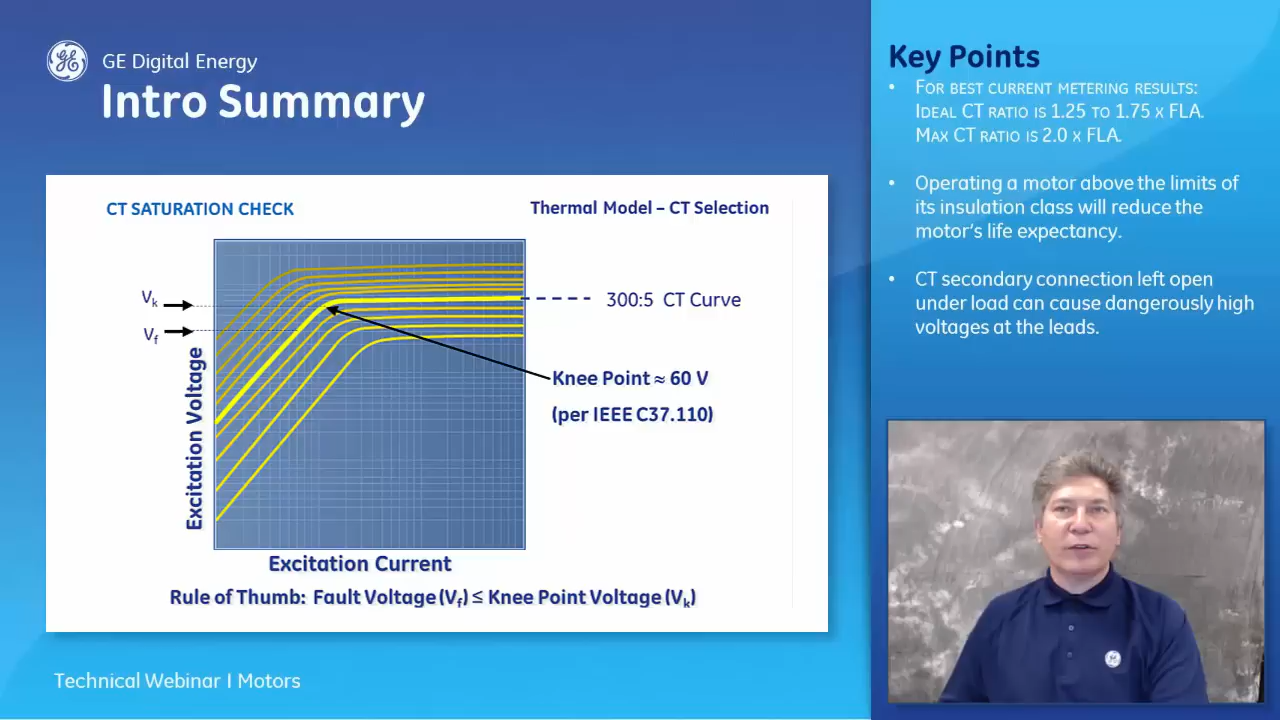 GE Digital Energy
Intro Summary
CT SATURATION CHECK
Thermal Model – CT Selection
Vk
Vf
Excitation Voltage
300:5 CT Curve
Knee Point ≈ 60 V
(per IEEE C37.110)
Excitation Current
Rule of Thumb: Fault Voltage (Vf) ≤ Knee Point Voltage (Vk)
Technical Webinar I Motors
Key Points
• FOR BEST CURRENT METERING RESULTS:
IDEAL CT RATIO IS 1.25 TO 1.75 X FLA.
MAX CT RATIO IS 2.0 X FLA.
• Operating a motor above the limits of
its insulation class will reduce the
motor's life expectancy.
• CT secondary connection left open
under load can cause dangerously high
voltages at the leads.